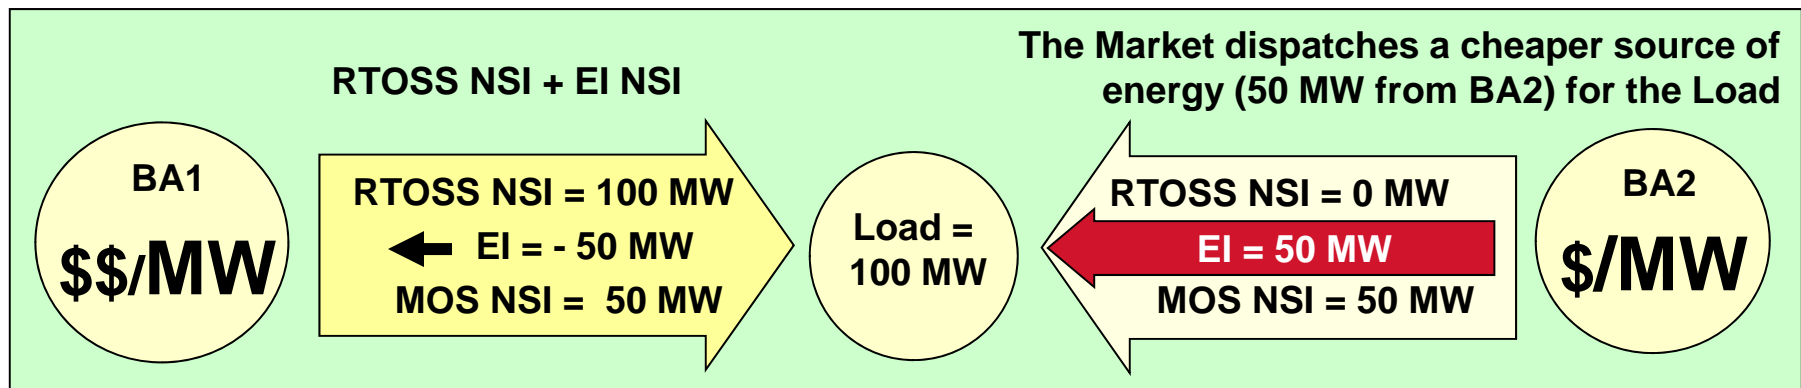 The Market dispatches a cheaper source of
energy (50 MW from BA2) for the Load
RTOSS NSI + EI NSI
BA1
$$/MW
RTOSS NSI = 100 MW
EI = - 50 MW
MOS NSI = 50 MW
Load =
100 MW
RTOSS NSI = 0 MW
EI = 50 MW
MOS NSI = 50 MW
BA2
$/MW